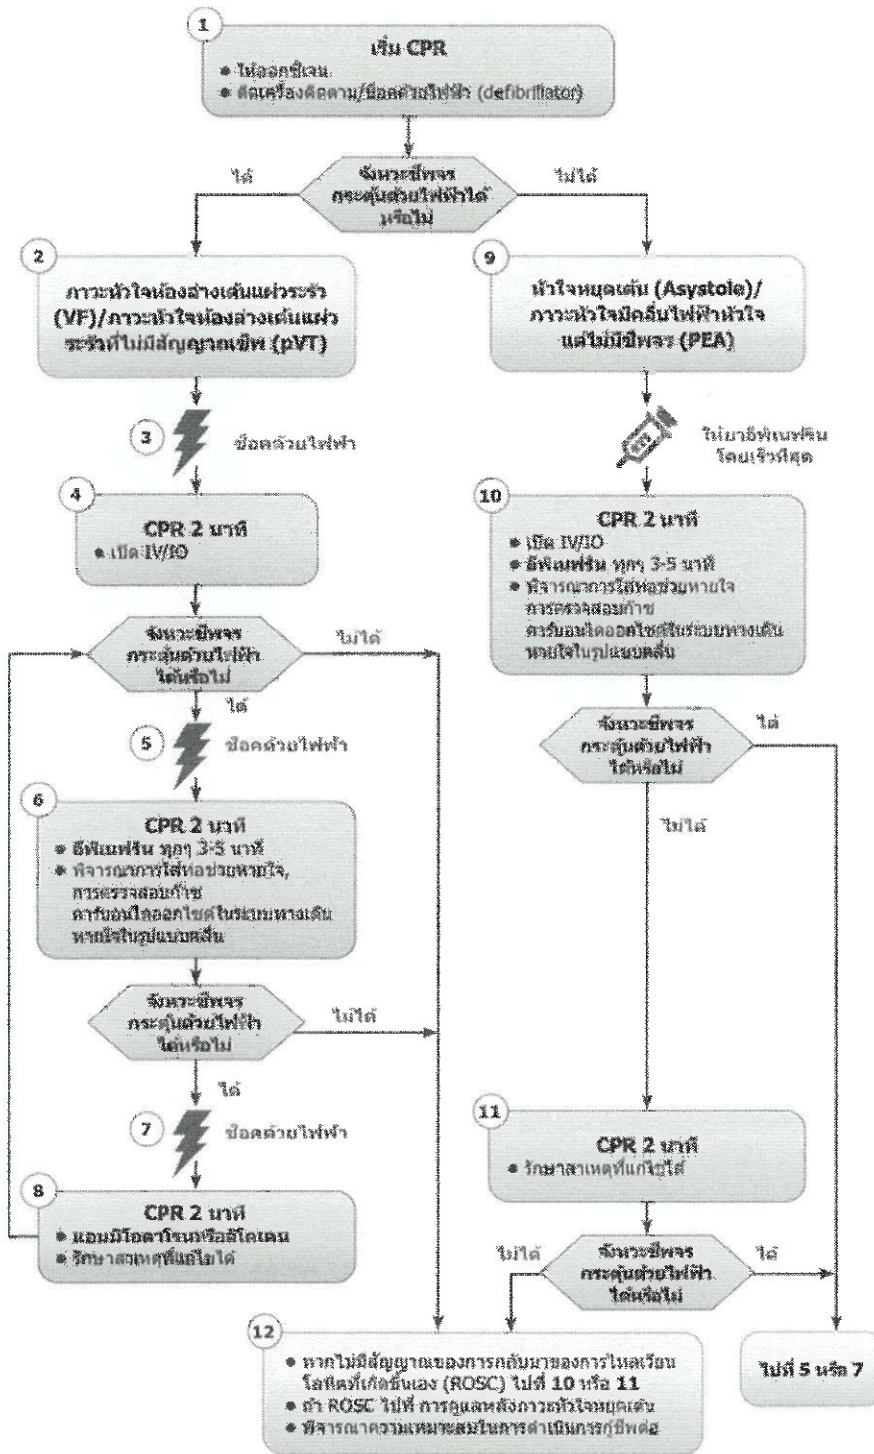 1
เริ่ม CPR
• ให้ออกซิเจน
• ติดเครื่องติดตาม/ช็อคด้วยไฟฟ้า (defibrillator)
ได้
จังหวะชีพจร
กระตุ้นด้วยไฟฟ้าได้
หรือไม่
ไม่ได้
2
ภาวะหัวใจห้องล่างเต้นแผ่วระรัว
(VF)/ภาวะหัวใจห้องล่างเต้นแผ่ว
ระรัวที่ไม่มีสัญญาณชีพ (pVT)
9
หัวใจหยุดเต้น (Asystole)/
ภาวะหัวใจมีคลื่นไฟฟ้าหัวใจ
แต่ไม่มีชีพจร (PEA)
3
ช็อคด้วยไฟฟ้า
ให้ยาอีพิเนฟริน
โดยเร็วที่สุด
4
CPR 2 นาที
• เปิด IV/IO
10
CPR 2 นาที
• เปิด IV/IO
• อีพิเนฟริน ทุกๆ 3-5 นาที
• พิจารณาการใส่ท่อช่วยหายใจ
การตรวจสอบก๊าซ
คาร์บอนไดออกไซด์ในระบบทางเดิน
หายใจในรูปแบบคลื่น
จังหวะชีพจร
กระตุ้นด้วยไฟฟ้า
ได้หรือไม่
ไม่ได้
ได้
5
ช็อคด้วยไฟฟ้า
จังหวะชีพจร
กระตุ้นด้วยไฟฟ้า
ได้หรือไม่
ได้
ไม่ได้
6
CPR 2 นาที
• อีพิเนฟริน ทุกๆ 3-5 นาที
• พิจารณาการใส่ท่อช่วยหายใจ,
การตรวจสอบก๊าซ
คาร์บอนไดออกไซด์ในระบบทางเดิน
หายใจในรูปแบบคลื่น
จังหวะชีพจร
กระตุ้นด้วยไฟฟ้า
ได้หรือไม่
ไม่ได้
ได้
7
ช็อคด้วยไฟฟ้า
8
CPR 2 นาที
• แอมมิโอดาโรนหรือลิโดเคน
• รักษาสาเหตุที่แก้ไขได้
11
CPR 2 นาที
• รักษาสาเหตุที่แก้ไขได้
ไม่ได้
จังหวะชีพจร
กระตุ้นด้วยไฟฟ้า
ได้หรือไม่
ได้
12
• หากไม่มีสัญญาณของการกลับมาของการไหลเวียน
โลหิตที่เกิดขึ้นเอง (ROSC) ไปที่ 10 หรือ 11
• ถ้า ROSC ไปที่ การดูแลหลังภาวะหัวใจหยุดเต้น
• พิจารณาความเหมาะสมในการดำเนินการกู้ชีพต่อ
ไปที่ 5 หรือ 7